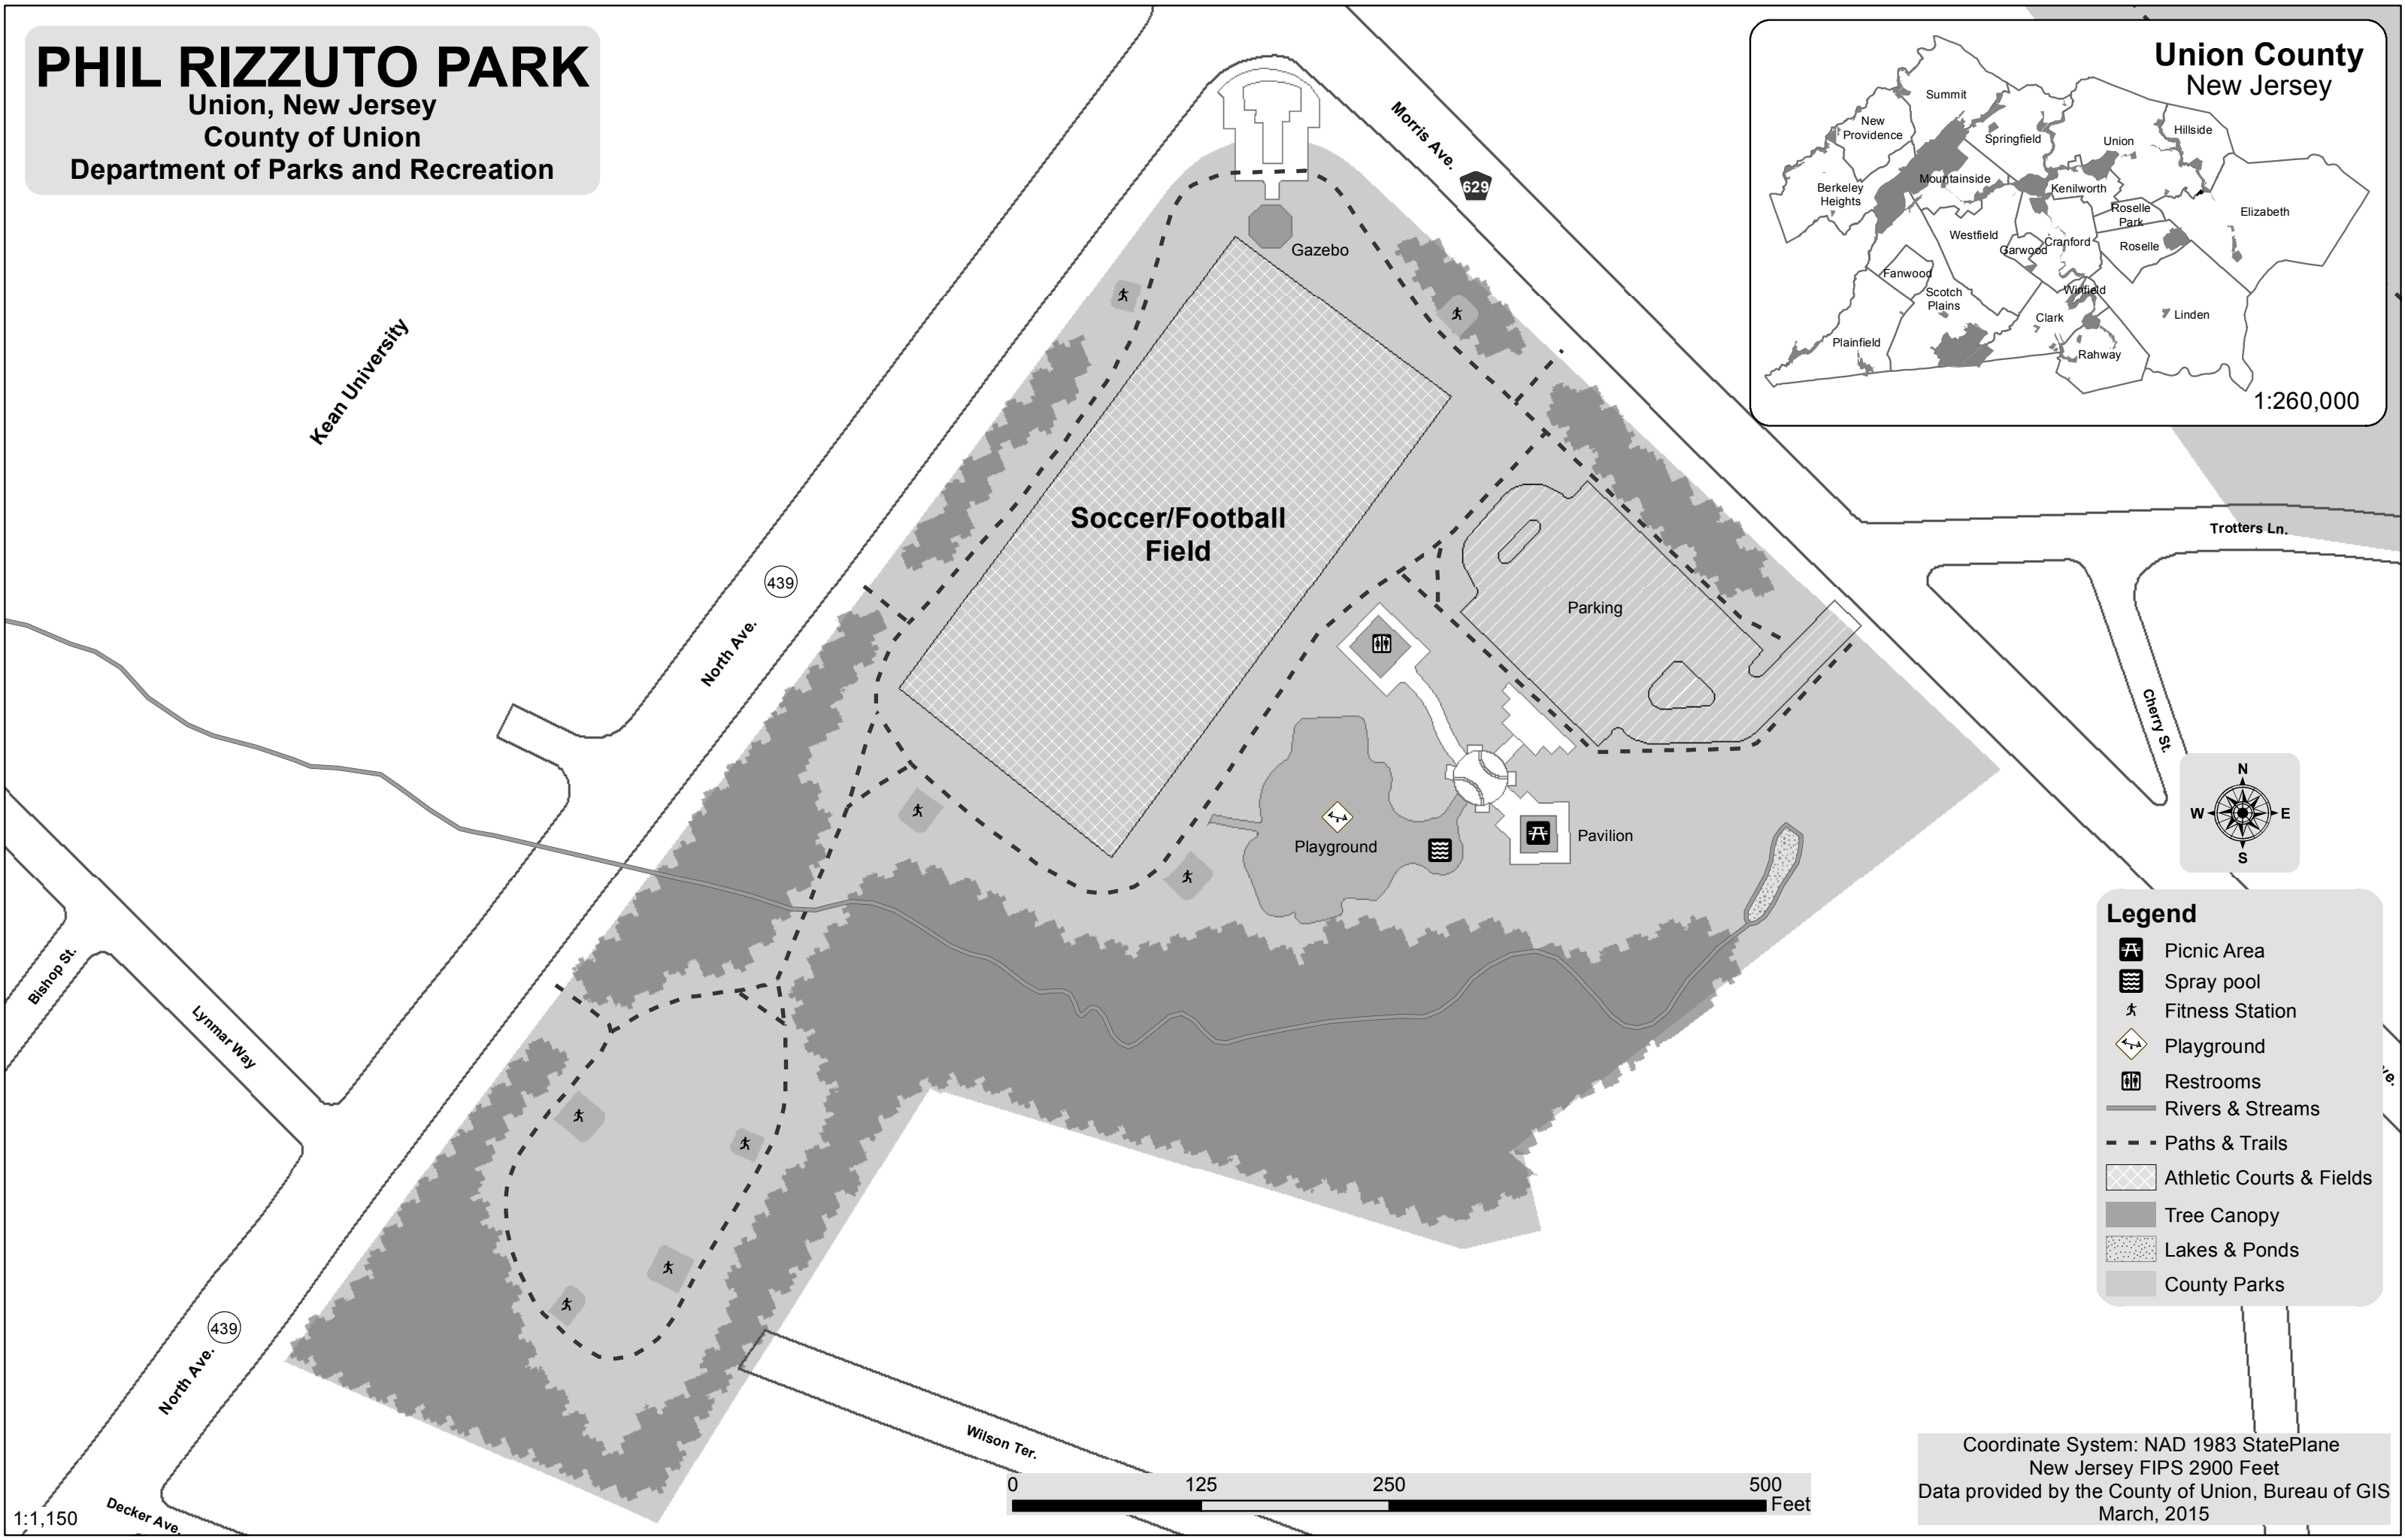 PHIL RIZZUTO PARK
Union, New Jersey
County of Union
Department of Parks and Recreation
Union County
New Jersey
Summit
New
Providence
Springfield
Union
Hillside
Berkeley
Heights
Mountainside
Kenilworth
Roselle
Park
Elizabeth
Westfield
Garwood
Cranford
Roselle
Fanwood
Scotch
Plains
Winfield
Clark
Linden
Plainfield
Rahway
1:260,000
Morris Ave.
629
Gazebo
Kean University
Soccer/Football
Field
439
North Ave.
Parking
Trotters Ln.
Cherry St.
Playground
Pavilion
N
W
E
S
Bishop St.
Lynmar Way
Legend
Picnic Area
Spray pool
Fitness Station
Playground
Restrooms
Rivers & Streams
Paths & Trails
Athletic Courts & Fields
Tree Canopy
Lakes & Ponds
County Parks
439
North Ave.
Wilson Ter.
Decker Ave.
1:1,150
0
125
250
500
Feet
Coordinate System: NAD 1983 StatePlane
New Jersey FIPS 2900 Feet
Data provided by the County of Union, Bureau of GIS
March, 2015